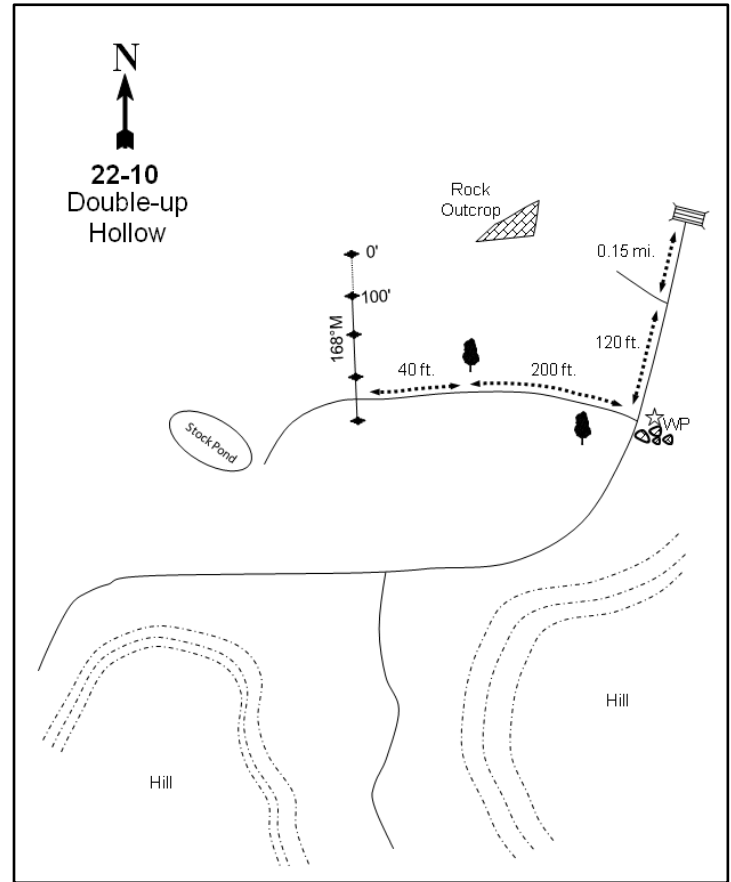 N
22-10
Double-up
Hollow
Rock
Outcrop
0.15 mi.
0'
100'
168°M
120 ft.
40 ft.
200 ft.
WP
Stock Pond
Hill
Hill